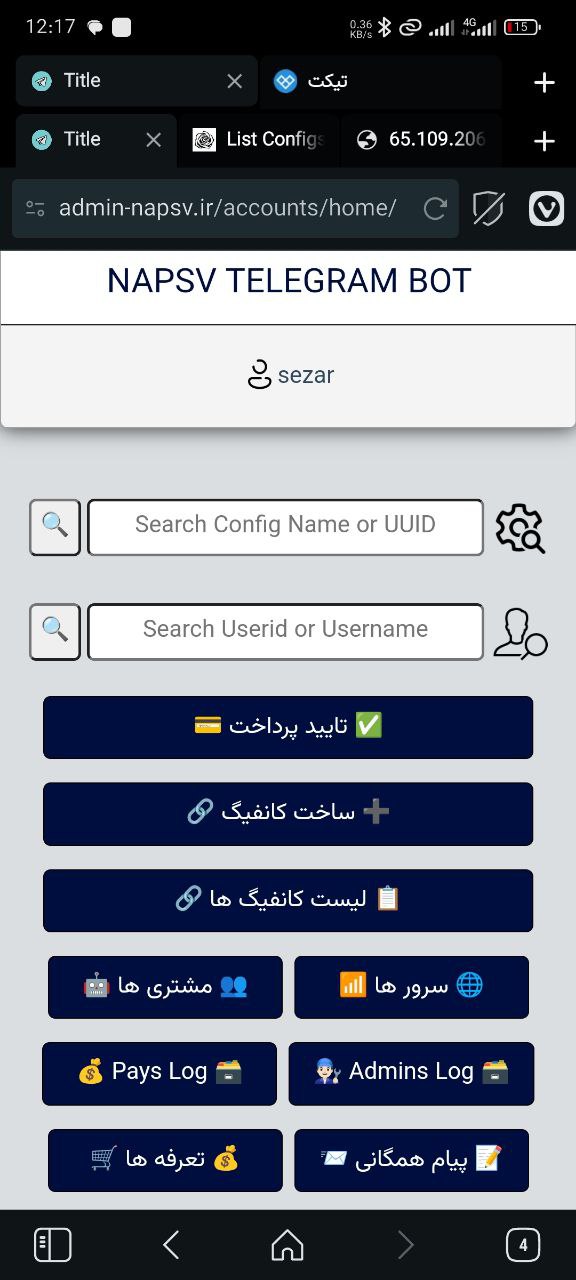 12:17 0.36 KB/s 4G 15
Title تیکت
Title List Configs 65.109.206
admin-napsv.ir/accounts/home/
NAPSV TELEGRAM BOT
sezar
Search Config Name or UUID
Search Userid or Username
تایید پرداخت
ساخت کانفیگ
لیست کانفیگ ها
مشتری ها سرور ها
Pays Log Admins Log
تعرفه ها پیام همگانی
4